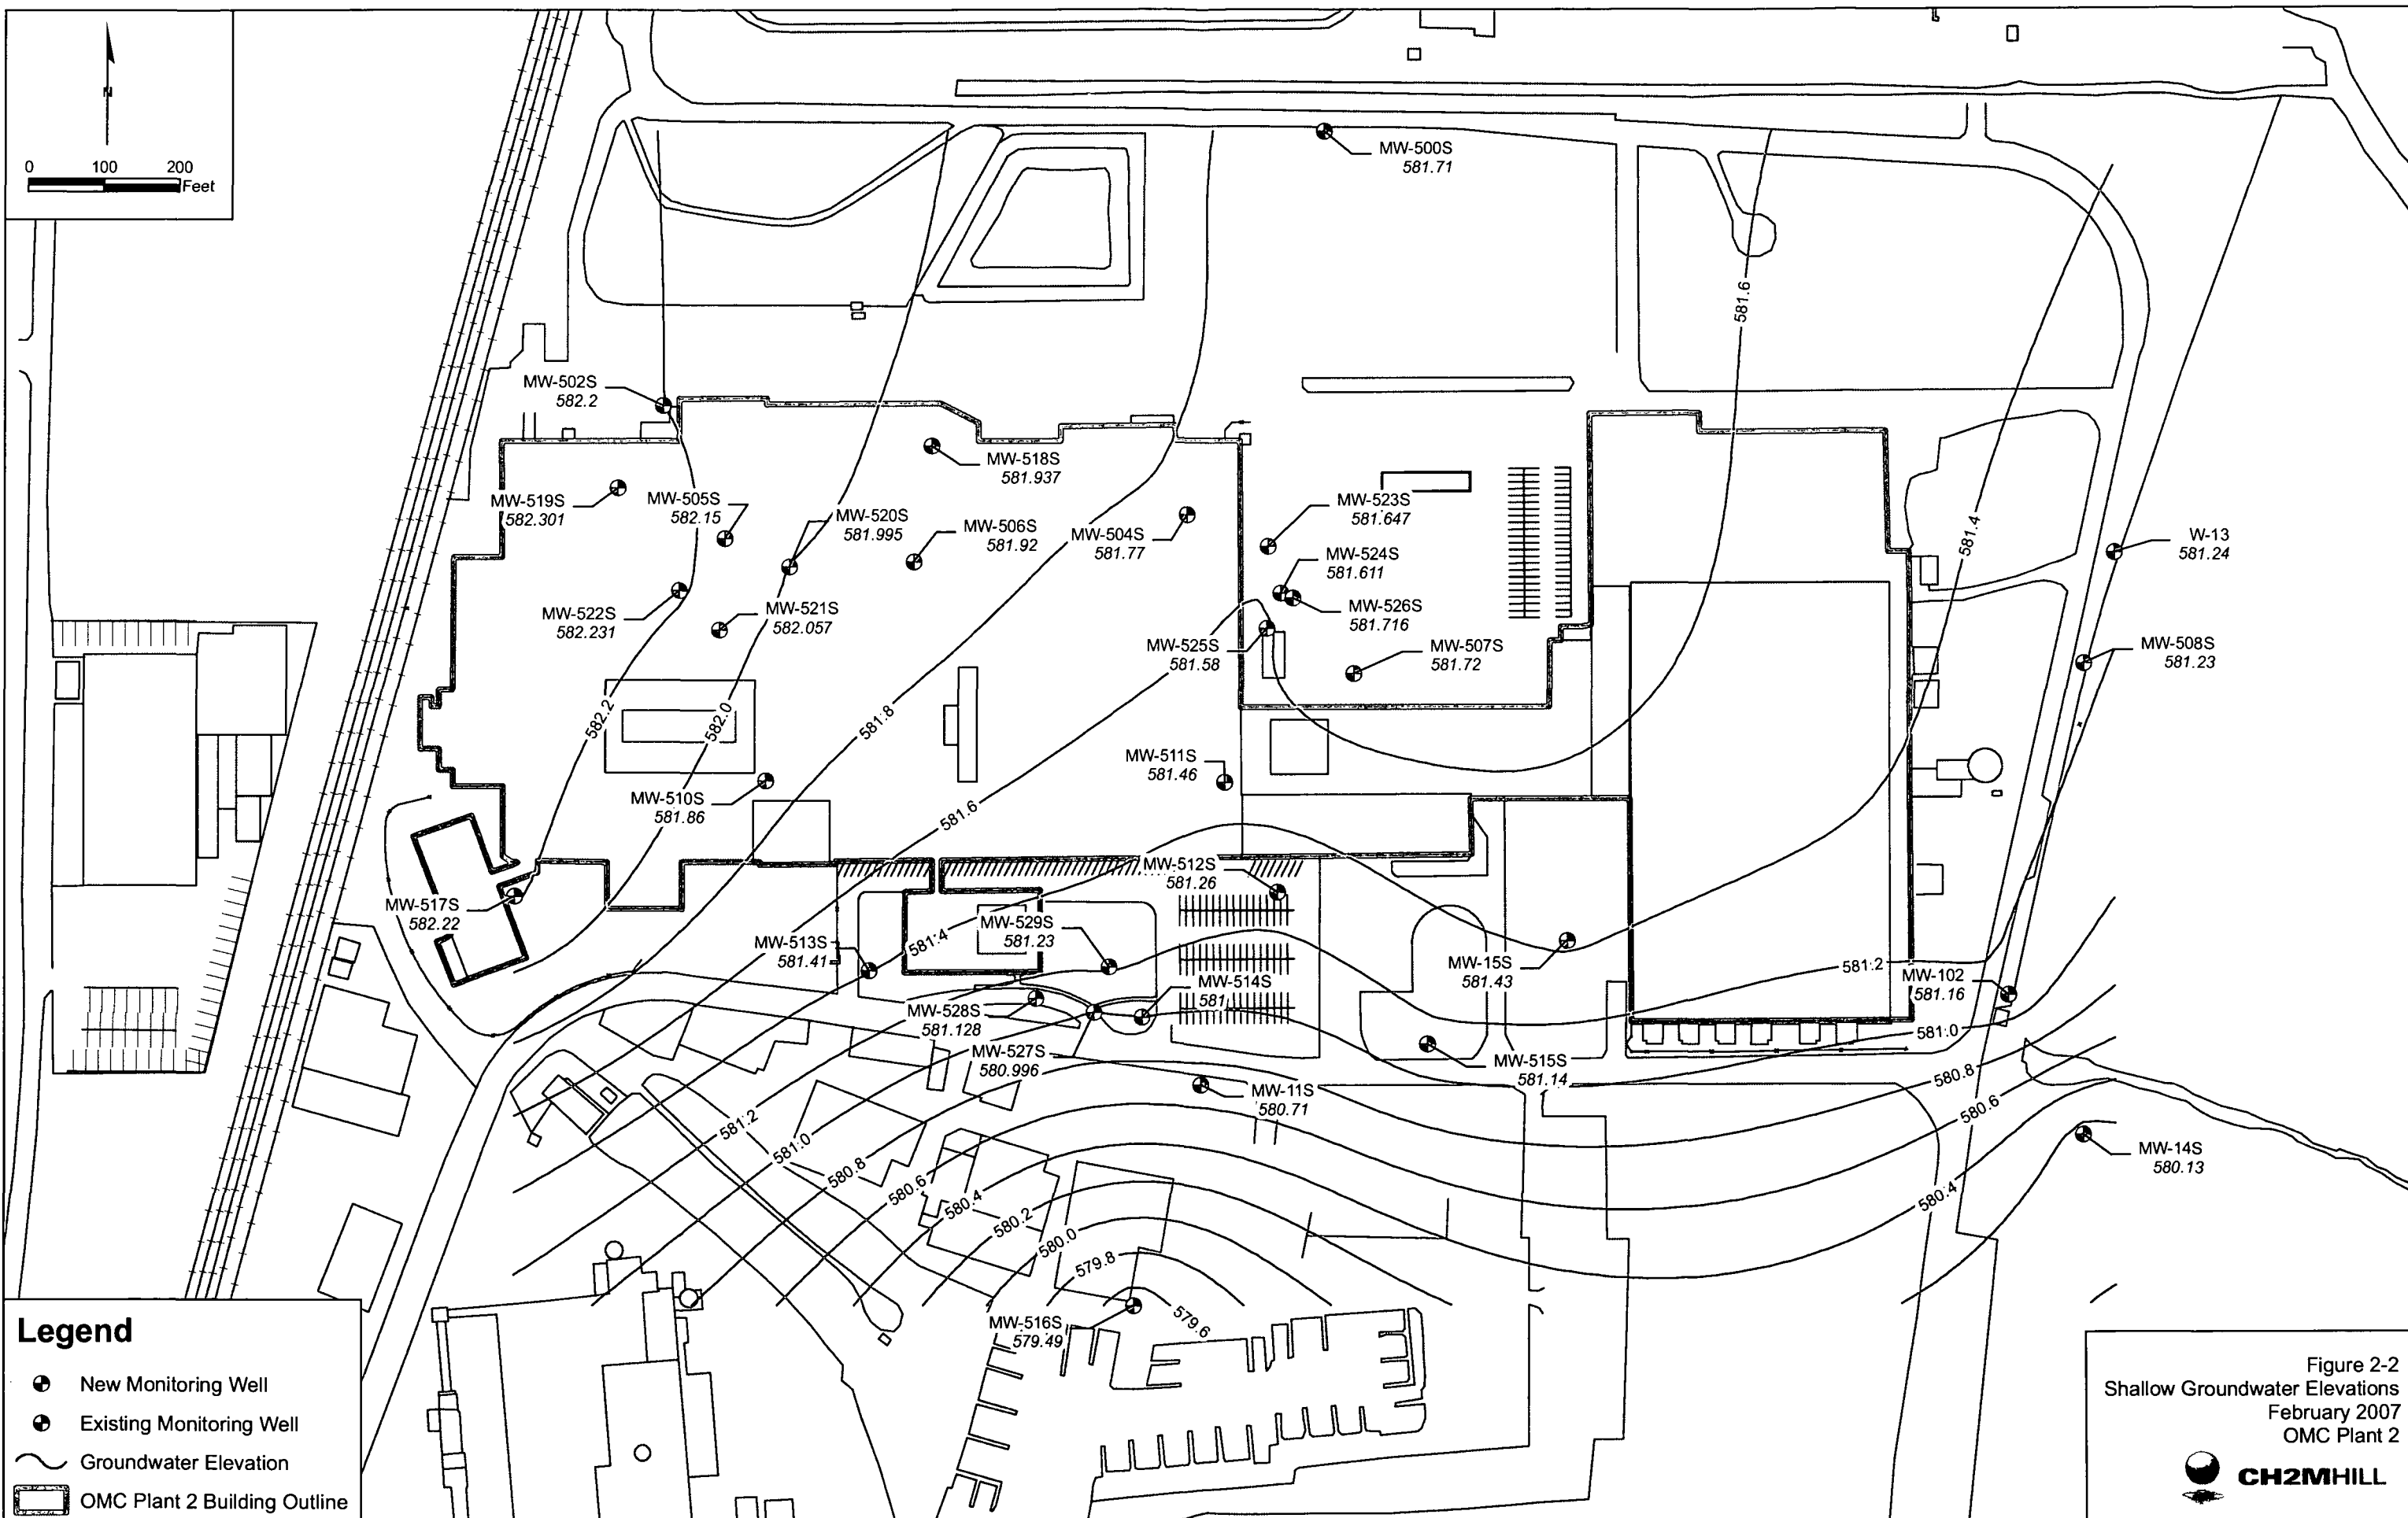 N
0 100 200
Feet
MW-500S
581.71
581.6
MW-502S
582.2
MW-518S
581.937
MW-519S
582.301
MW-505S
582.15
MW-520S
581.995
MW-506S
581.92
MW-504S
581.77
MW-523S
581.647
MW-524S
581.611
MW-526S
581.716
581.4
W-13
581.24
MW-522S
582.231
MW-521S
582.057
MW-525S
581.58
MW-507S
581.72
MW-508S
581.23
582.2
582.0
581.8
MW-511S
581.46
MW-510S
581.86
581.6
MW-512S
581.26
MW-517S
582.22
MW-513S
581.41
581.4
MW-529S
581.23
MW-15S
581.43
581.2
MW-102
581.16
MW-514S
581
MW-528S
581.128
581.0
MW-527S
580.996
MW-515S
581.14
580.8
MW-11S
580.71
580.6
581.2
581.0
580.8
MW-14S
580.13
580.6
580.4
580.4
580.2
580.0
579.8
579.6
MW-516S
579.49
Legend
New Monitoring Well
Existing Monitoring Well
Groundwater Elevation
OMC Plant 2 Building Outline
Figure 2-2
Shallow Groundwater Elevations
February 2007
OMC Plant 2
CH2MHILL